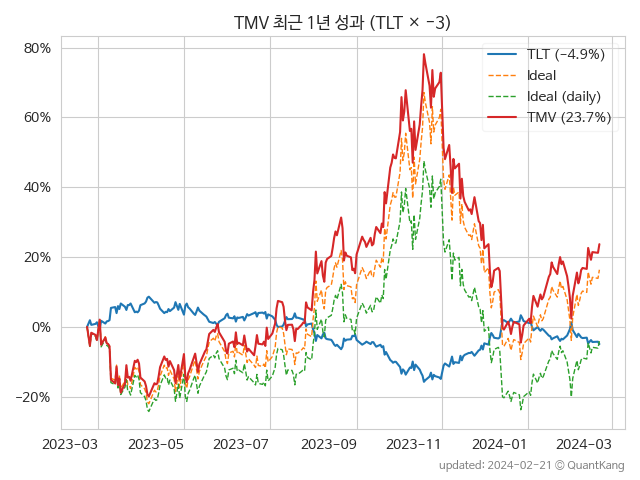 TMV 최근 1년 성과 (TLT × −3)
TLT (−4.9%)
Ideal
Ideal (daily)
TMV (23.7%)
80%
60%
40%
20%
0%
−20%
2023-03 2023-05 2023-07 2023-09 2023-11 2024-01 2024-03
updated: 2024-02-21 © QuantKang